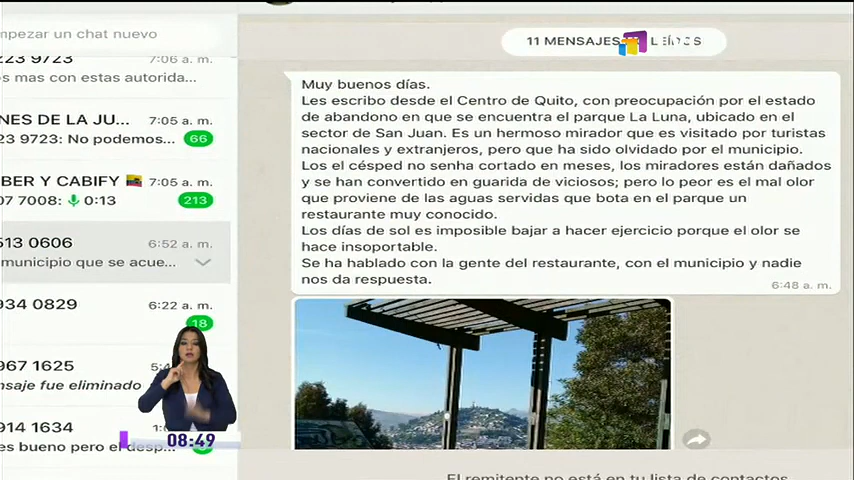 mpezar un chat nuevo
223 9723
7:06 a. m.
s mas con estas autorida...
NES DE LA JU...
7:05 a. m.
23 9723: No podemos...
66
BER Y CABIFY
7:05 a. m.
07 7008: 0:13
213
513 0606
6:52 a. m.
municipio que se acue...
934 0829
6:22 a. m.
18
967 1625
5:4
nsaje fue eliminado
914 1634
1:
es bueno pero el desp...
08:49
11 MENSAJES LEÍDOS
Muy buenos días.
Les escribo desde el Centro de Quito, con preocupación por el estado
de abandono en que se encuentra el parque La Luna, ubicado en el
sector de San Juan. Es un hermoso mirador que es visitado por turistas
nacionales y extranjeros, pero que ha sido olvidado por el municipio.
Los el césped no senha cortado en meses, los miradores están dañados
y se han convertido en guarida de viciosos; pero lo peor es el mal olor
que proviene de las aguas servidas que bota en el parque un
restaurante muy conocido.
Los días de sol es imposible bajar a hacer ejercicio porque el olor se
hace insoportable.
Se ha hablado con la gente del restaurante, con el municipio y nadie
nos da respuesta.
6:48 a. m.
El remitente no está en tu lista de contactos